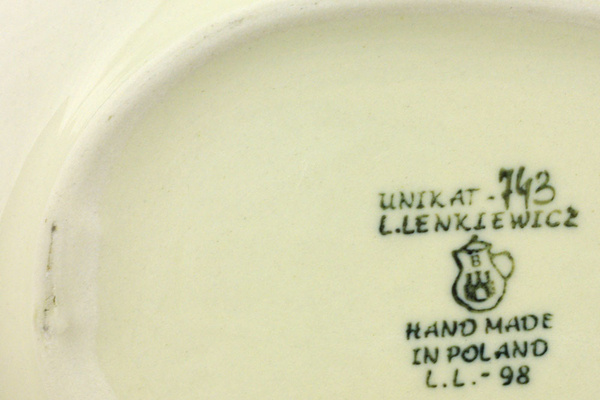 UNIKAT - 743
L.LENKIEWICZ
B
HAND MADE
IN POLAND
L.L. - 98